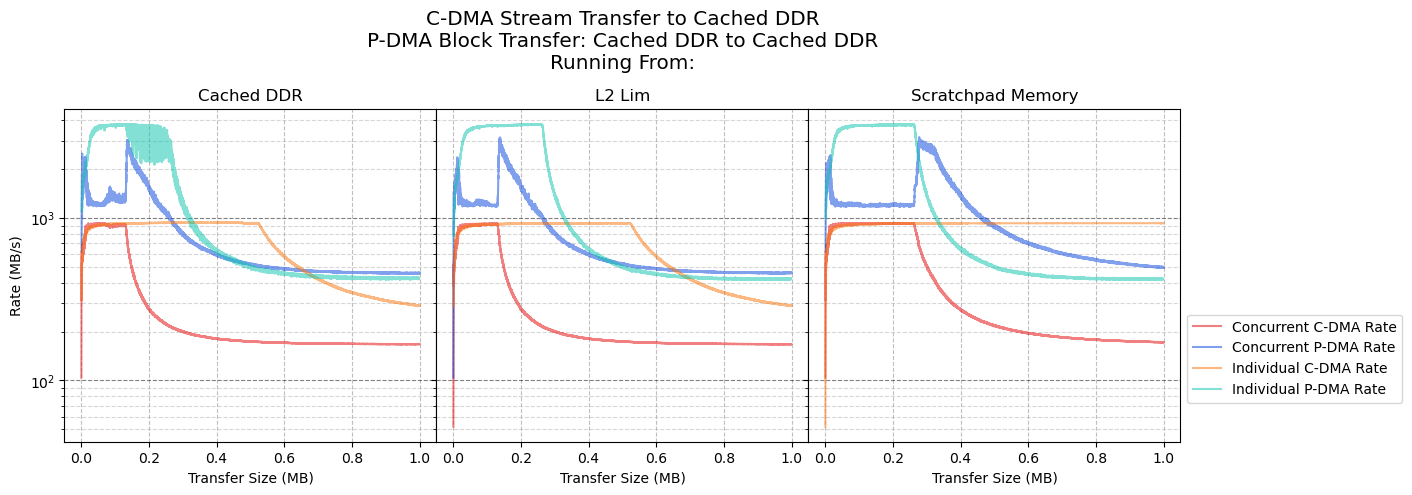 C-DMA Stream Transfer to Cached DDR
P-DMA Block Transfer: Cached DDR to Cached DDR
Running From:
Cached DDR
L2 Lim
Scratchpad Memory
Rate (MB/s)
10³
10²
0.0 0.2 0.4 0.6 0.8 1.0
0.0 0.2 0.4 0.6 0.8 1.0
0.0 0.2 0.4 0.6 0.8 1.0
Transfer Size (MB)
Transfer Size (MB)
Transfer Size (MB)
Concurrent C-DMA Rate
Concurrent P-DMA Rate
Individual C-DMA Rate
Individual P-DMA Rate